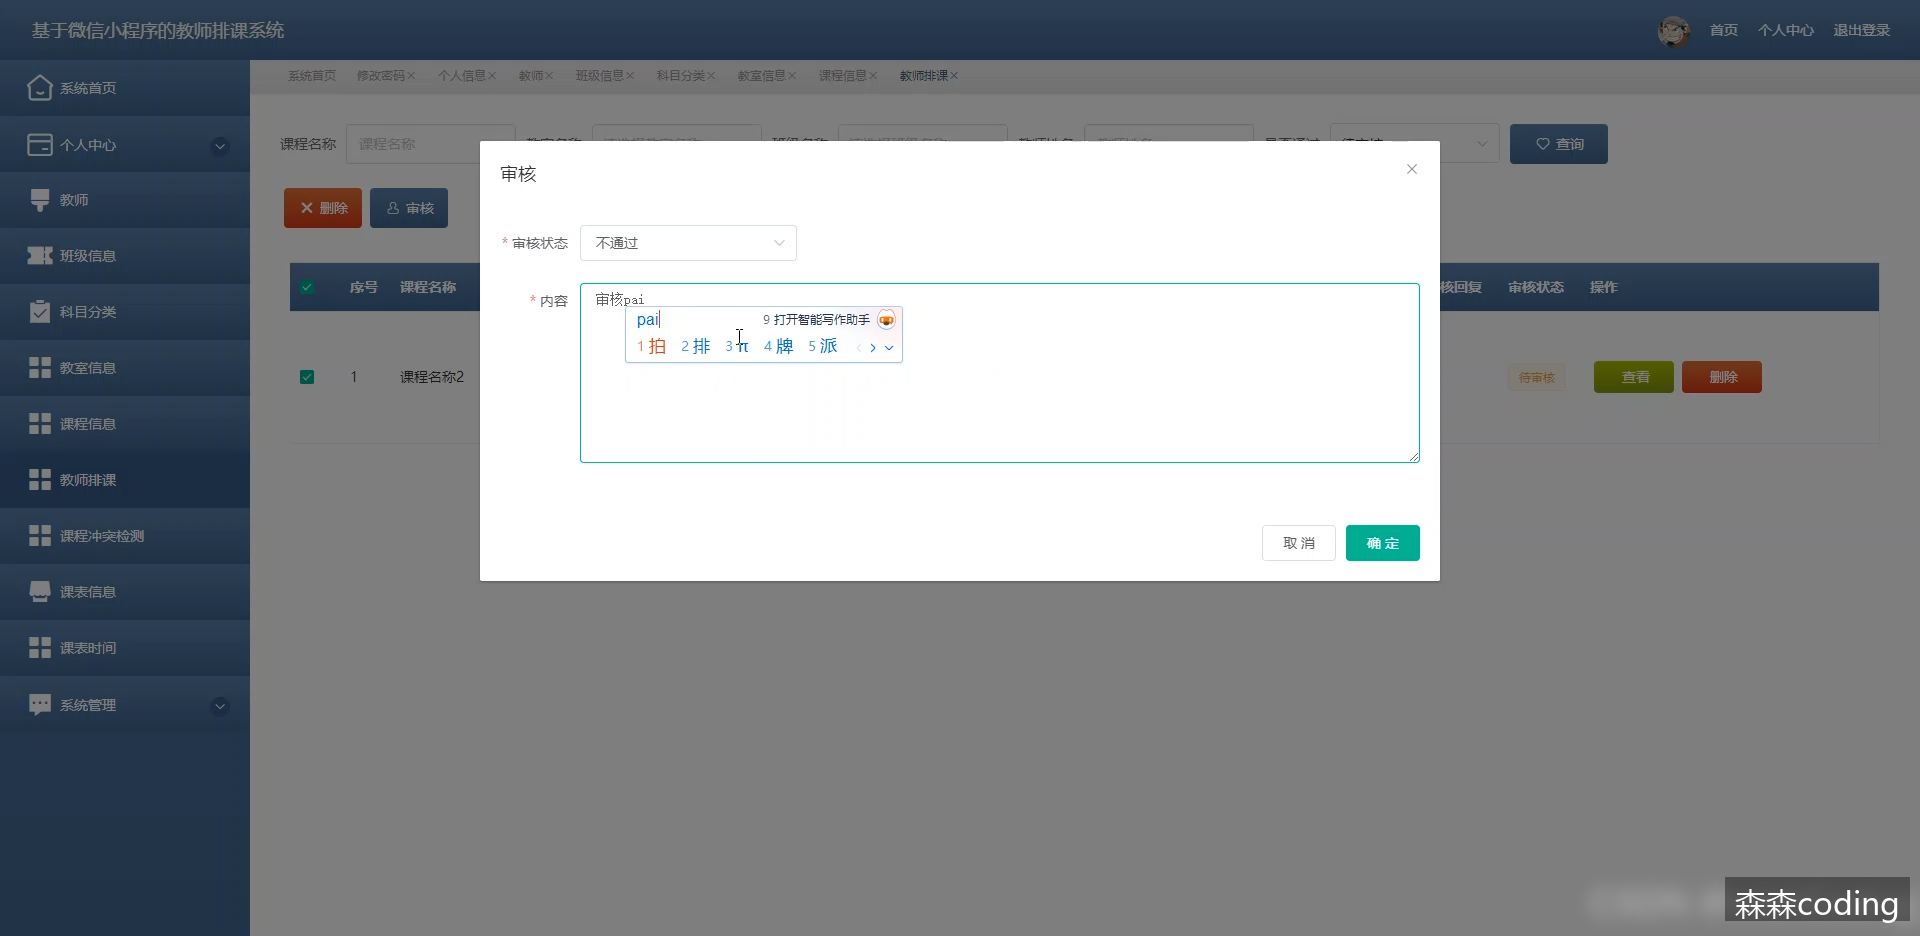 基于微信小程序的教师排课系统
首页 个人中心 退出登录
系统首页 修改密码× 个人信息× 教师× 班级信息× 科目分类× 教室信息× 课程信息× 教师排课×
系统首页
个人中心
教师
班级信息
科目分类
教室信息
课程信息
教师排课
课程冲突检测
课表信息
课表时间
系统管理
课程名称 课程名称
查询
删除 审核
序号 课程名称
核回复 审核状态 操作
1 课程名称2
待审核 查看 删除
审核
* 审核状态 不通过
* 内容 审核pai
pai 9 打开智能写作助手
1 拍 2 排 3 π 4 牌 5 派
取消 确定
森森coding